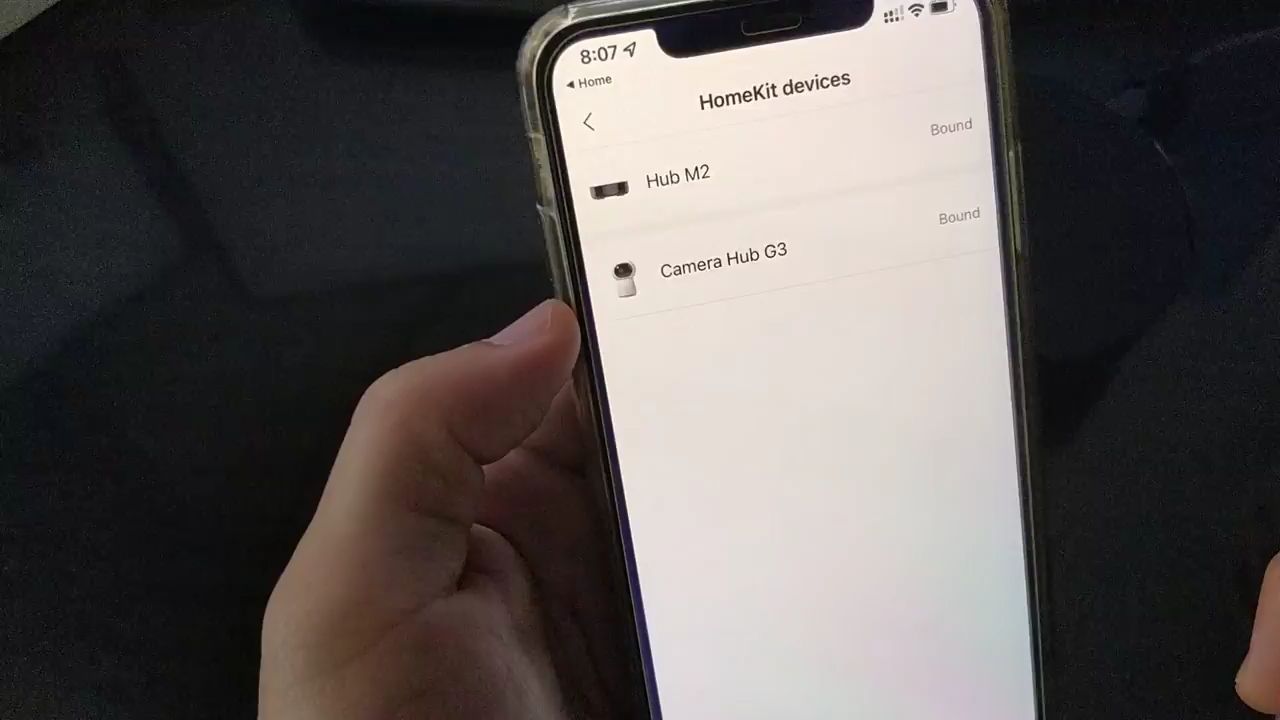 8:07
◀ Home
HomeKit devices
Hub M2
Bound
Camera Hub G3
Bound